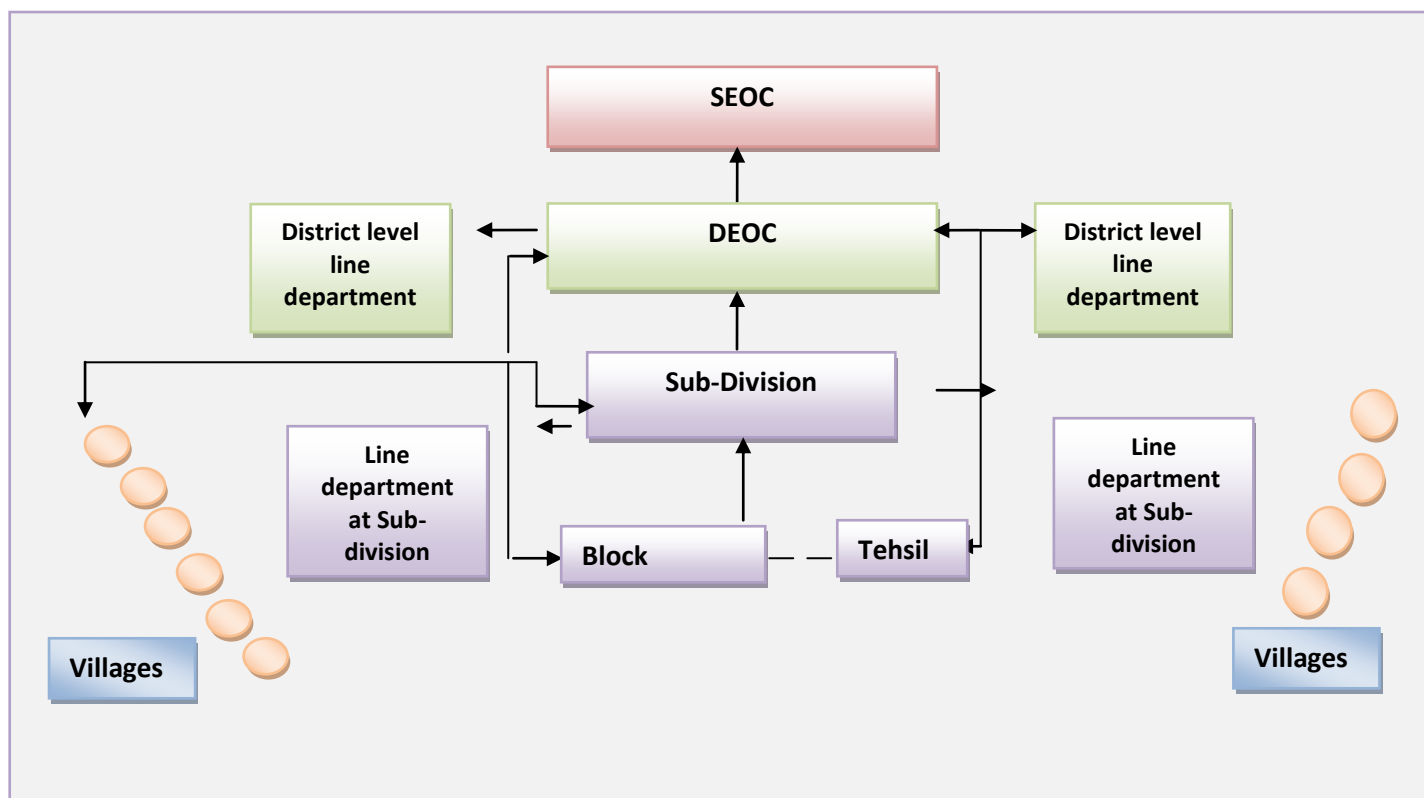 SEOC
District level
line
department
DEOC
District level
line
department
Sub-Division
Line
department
at Sub-
division
Line
department
at Sub-
division
Block
Tehsil
Villages
Villages